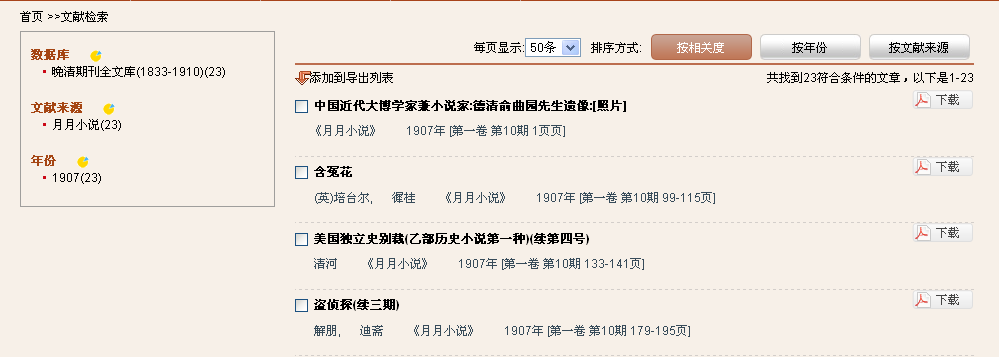 首页 >>文献检索
数据库
晚清期刊全文库(1833-1910)(23)
文献来源
月月小说(23)
年份
1907(23)
每页显示: 50条 排序方式: 按相关度 按年份 按文献来源
添加到导出列表 共找到23符合条件的文章，以下是1-23
中国近代大博学家兼小说家:德清俞曲园先生遗像:[照片] 下载
《月月小说》 1907年 [第一卷 第10期 1页页]
含冤花 下载
(英)培台尔， 穉桂 《月月小说》 1907年 [第一卷 第10期 99-115页]
美国独立史别裁(乙部历史小说第一种)(续第四号) 下载
清河 《月月小说》 1907年 [第一卷 第10期 133-141页]
盗侦探(续三期) 下载
解朋， 迪斋 《月月小说》 1907年 [第一卷 第10期 179-195页]